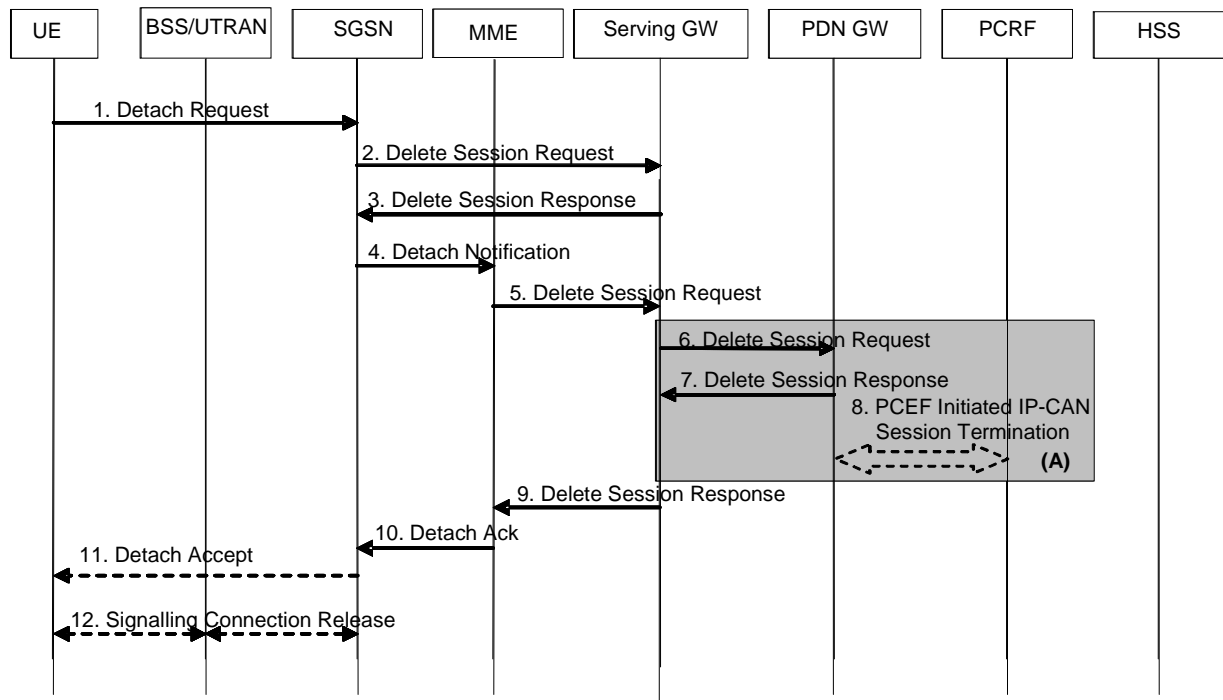 UE
BSS/UTRAN
SGSN
MME
Serving GW
PDN GW
PCRF
HSS
1. Detach Request
2. Delete Session Request
3. Delete Session Response
4. Detach Notification
5. Delete Session Request
6. Delete Session Request
7. Delete Session Response
8. PCEF Initiated IP-CAN
Session Termination
(A)
9. Delete Session Response
10. Detach Ack
11. Detach Accept
12. Signalling Connection Release